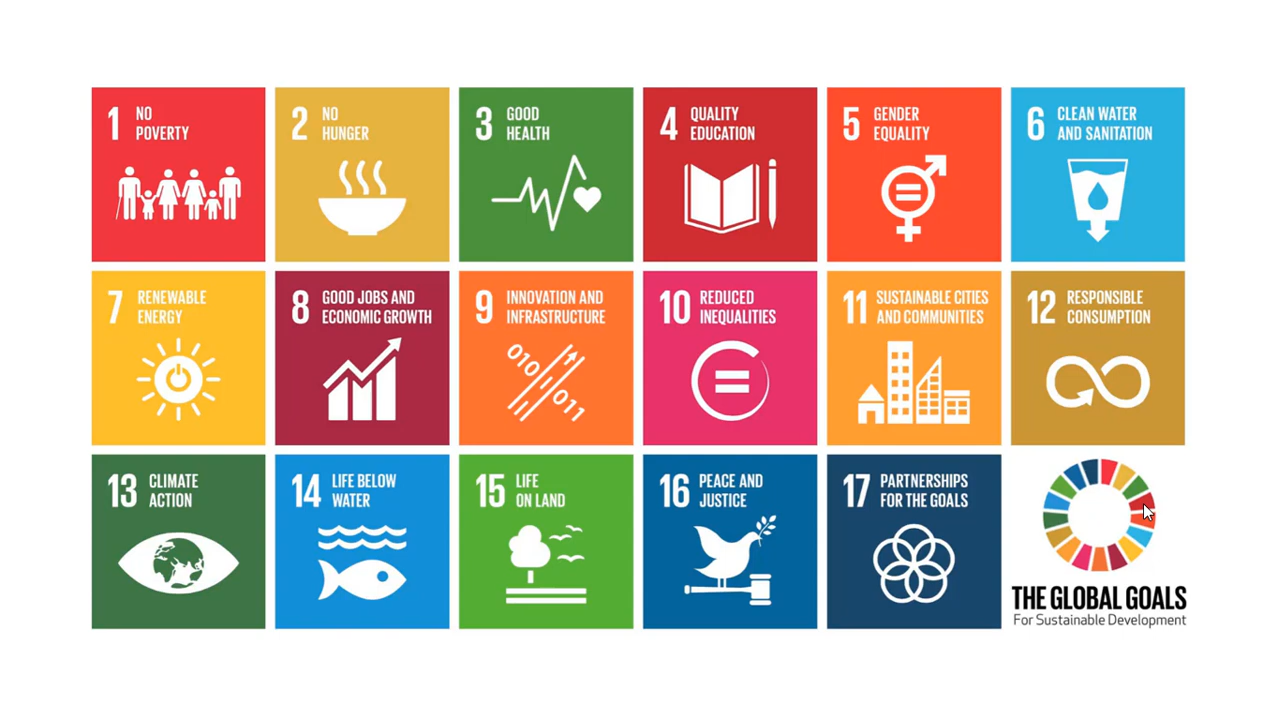 1 NO
POVERTY
2 NO
HUNGER
3 GOOD
HEALTH
4 QUALITY
EDUCATION
5 GENDER
EQUALITY
6 CLEAN WATER
AND SANITATION
7 RENEWABLE
ENERGY
8 GOOD JOBS AND
ECONOMIC GROWTH
9 INNOVATION AND
INFRASTRUCTURE
010
011
10 REDUCED
INEQUALITIES
11 SUSTAINABLE CITIES
AND COMMUNITIES
12 RESPONSIBLE
CONSUMPTION
13 CLIMATE
ACTION
14 LIFE BELOW
WATER
15 LIFE
ON LAND
16 PEACE AND
JUSTICE
17 PARTNERSHIPS
FOR THE GOALS
THE GLOBAL GOALS
For Sustainable Development